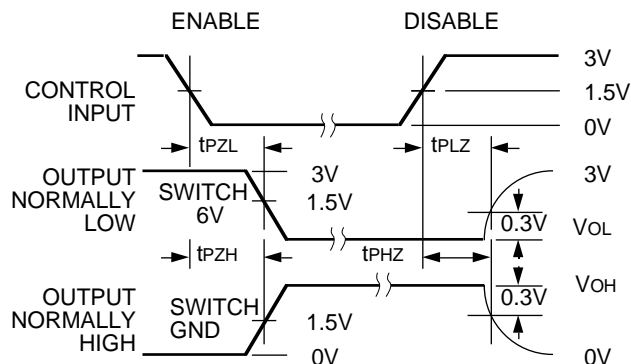 ENABLE DISABLE
3V
CONTROL INPUT
1.5V
0V
tPZL tPLZ
OUTPUT NORMALLY LOW
SWITCH 6V
3V
1.5V
3V
0.3V
VOL
tPZH tPHZ
VOH
0.3V
OUTPUT NORMALLY HIGH
SWITCH GND
1.5V
0V
0V